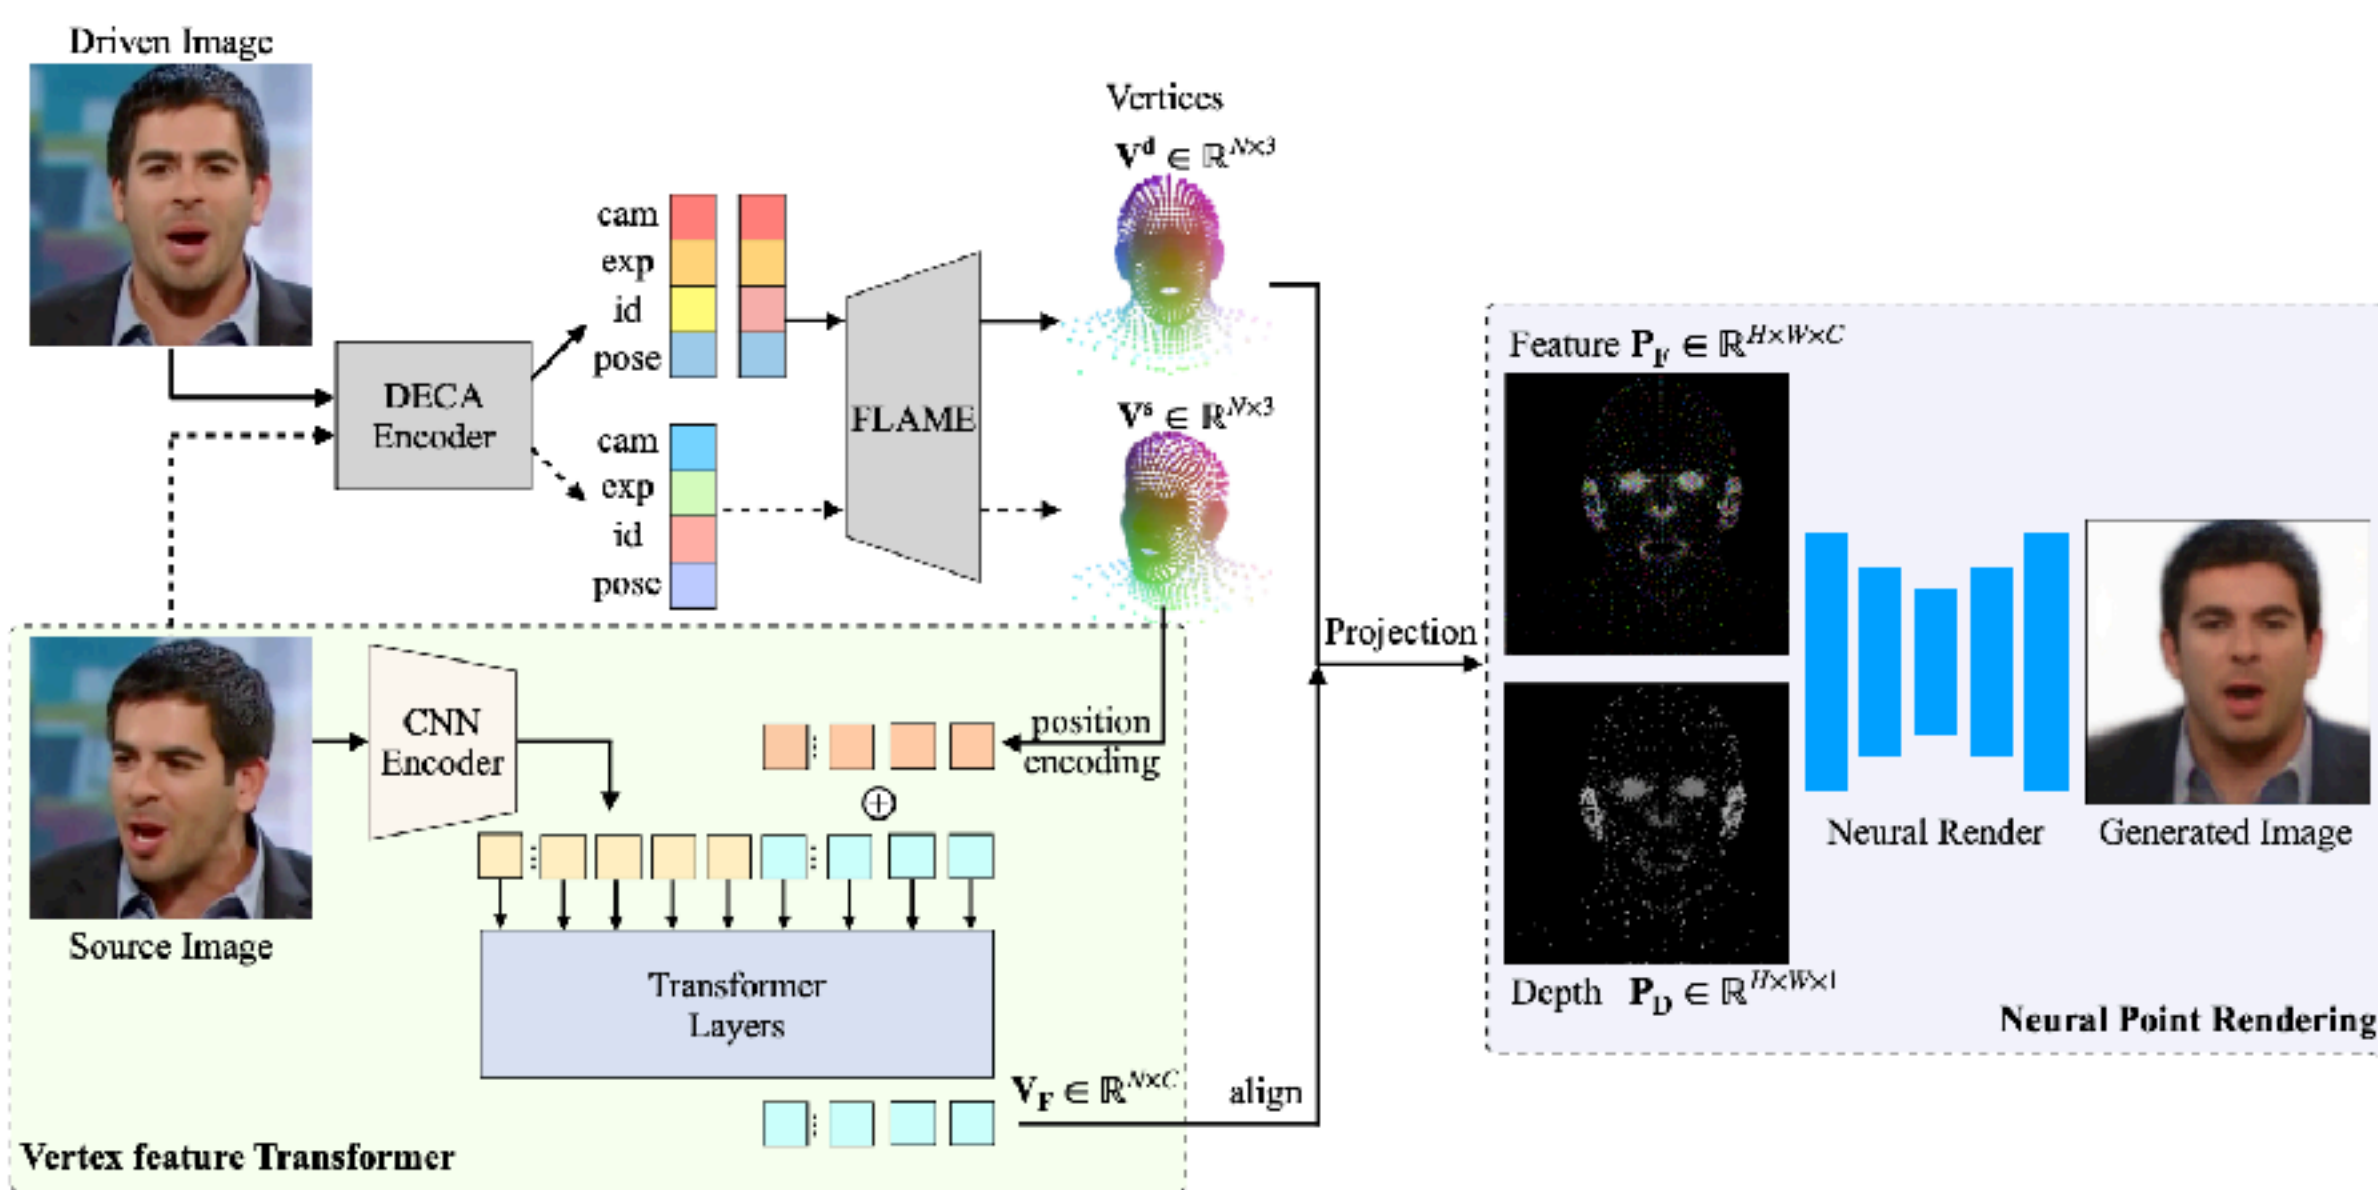 Driven Image
Vertices
V^d ∈ ℝ^{N×3}
cam
exp
id
pose
DECA
Encoder
FLAME
V^s ∈ ℝ^{N×3}
cam
exp
id
pose
Feature P_F ∈ ℝ^{H×W×C}
Projection
CNN
Encoder
position
encoding
Source Image
Transformer
Layers
V_F ∈ ℝ^{N×C}
align
Vertex feature Transformer
Neural Render
Generated Image
Depth P_D ∈ ℝ^{H×W×1}
Neural Point Rendering